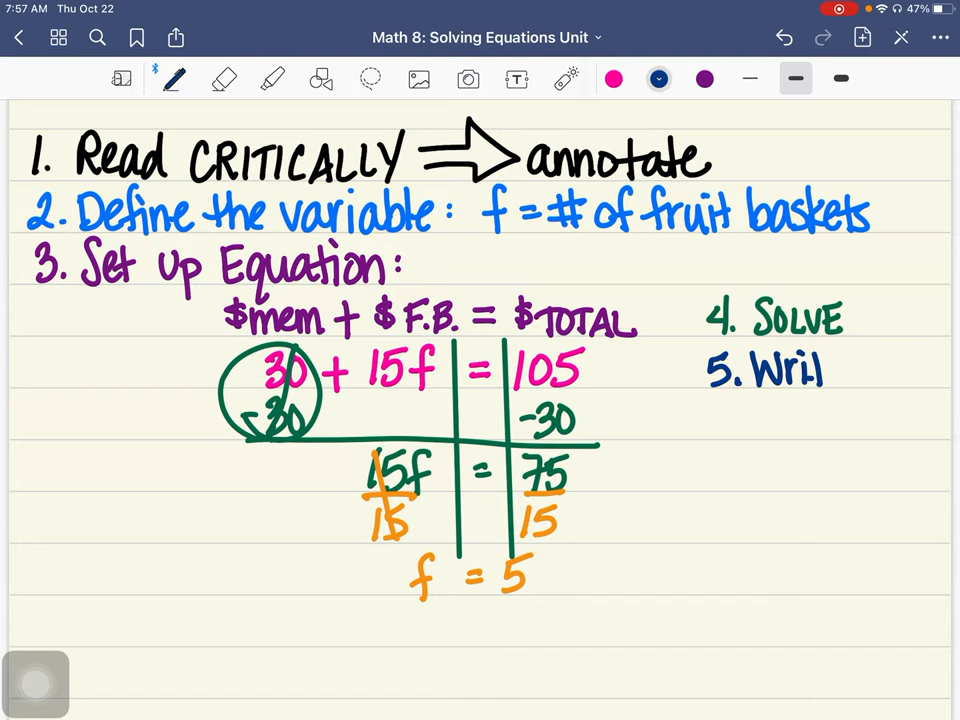 7:57 AM Thu Oct 22 47%
Math 8: Solving Equations Unit
1. Read CRITICALLY ⇒ annotate
2. Define the variable: f = # of fruit baskets
3. Set up Equation:
$mem + $ F.B. = $TOTAL
30 + 15f = 105
-30 -30
15f = 75
15 15
f = 5
4. SOLVE
5. Wril